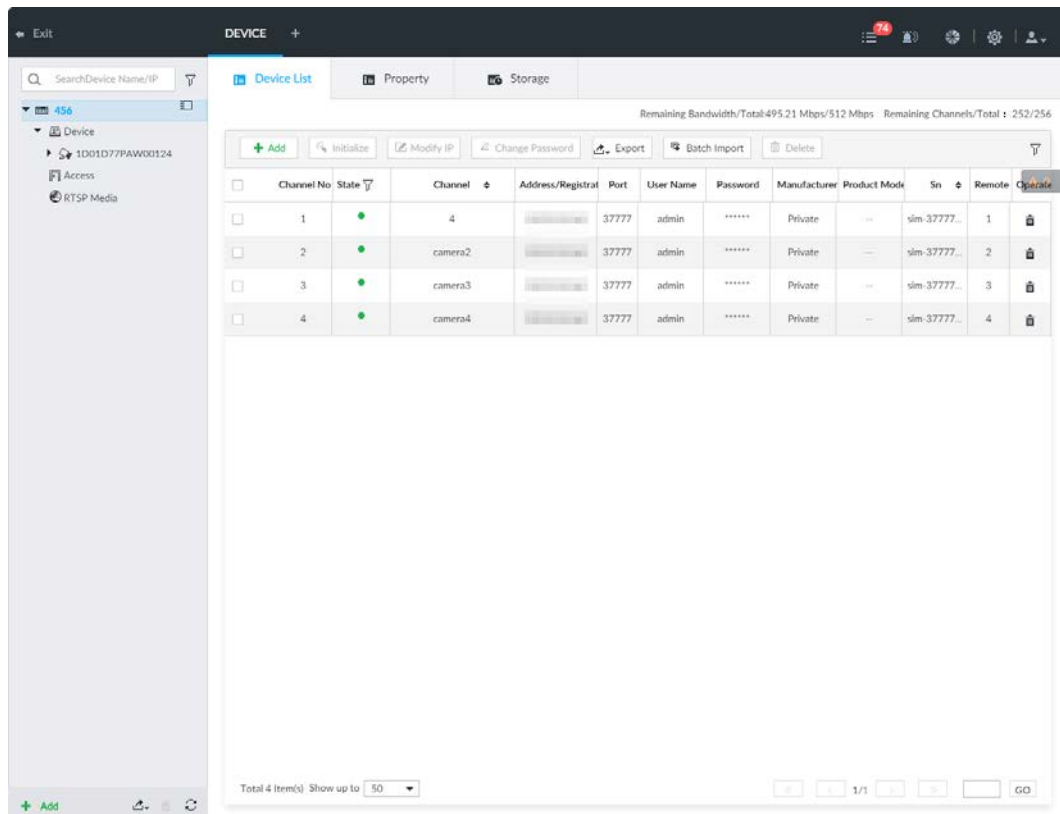 Exit
DEVICE +
74
SearchDevice Name/IP
456
Device
1D01D77PAW00124
Access
RTSP Media
Device List Property Storage
Remaining Bandwidth/Total:495.21 Mbps/512 Mbps Remaining Channels/Total : 252/256
+ Add Initialize Modify IP Change Password Export Batch Import Delete
Channel No State Channel Address/Registrat Port User Name Password Manufacturer Product Mode Sn Remote Operate
1 4 37777 admin ****** Private -- sim-37777... 1
2 camera2 37777 admin ****** Private -- sim-37777... 2
3 camera3 37777 admin ****** Private -- sim-37777... 3
4 camera4 37777 admin ****** Private -- sim-37777... 4
Total 4 item(s) Show up to 50 1/1 GO
+ Add